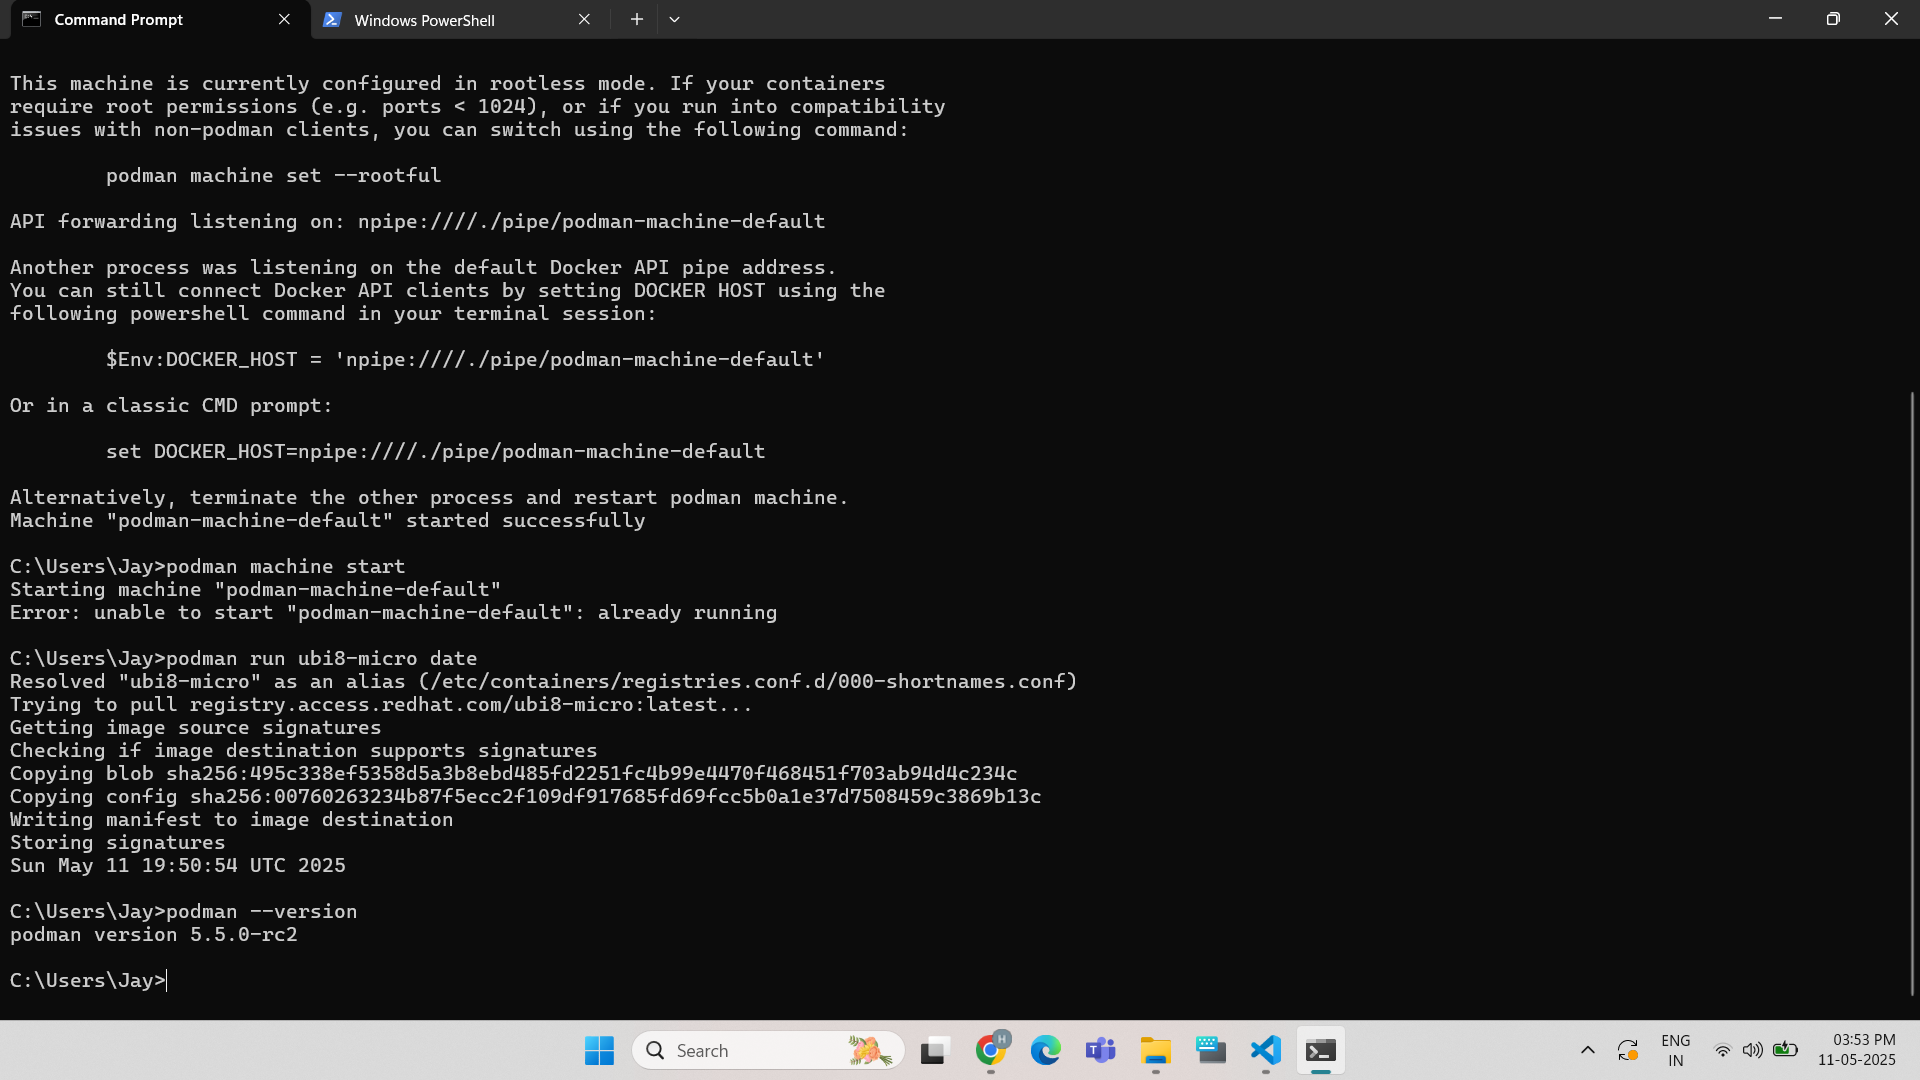 Command Prompt
Windows PowerShell
This machine is currently configured in rootless mode. If your containers
require root permissions (e.g. ports < 1024), or if you run into compatibility
issues with non-podman clients, you can switch using the following command:
podman machine set --rootful
API forwarding listening on: npipe:////./pipe/podman-machine-default
Another process was listening on the default Docker API pipe address.
You can still connect Docker API clients by setting DOCKER HOST using the
following powershell command in your terminal session:
$Env:DOCKER_HOST = 'npipe:////./pipe/podman-machine-default'
Or in a classic CMD prompt:
set DOCKER_HOST=npipe:////./pipe/podman-machine-default
Alternatively, terminate the other process and restart podman machine.
Machine "podman-machine-default" started successfully
C:\Users\Jay>podman machine start
Starting machine "podman-machine-default"
Error: unable to start "podman-machine-default": already running
C:\Users\Jay>podman run ubi8-micro date
Resolved "ubi8-micro" as an alias (/etc/containers/registries.conf.d/000-shortnames.conf)
Trying to pull registry.access.redhat.com/ubi8-micro:latest...
Getting image source signatures
Checking if image destination supports signatures
Copying blob sha256:495c338ef5358d5a3b8ebd485fd2251fc4b99e4470f468451f703ab94d4c234c
Copying config sha256:00760263234b87f5ecc2f109df917685fd69fcc5b0a1e37d7508459c3869b13c
Writing manifest to image destination
Storing signatures
Sun May 11 19:50:54 UTC 2025
C:\Users\Jay>podman --version
podman version 5.5.0-rc2
C:\Users\Jay>
Search
H
T
ENG
IN
03:53 PM
11-05-2025